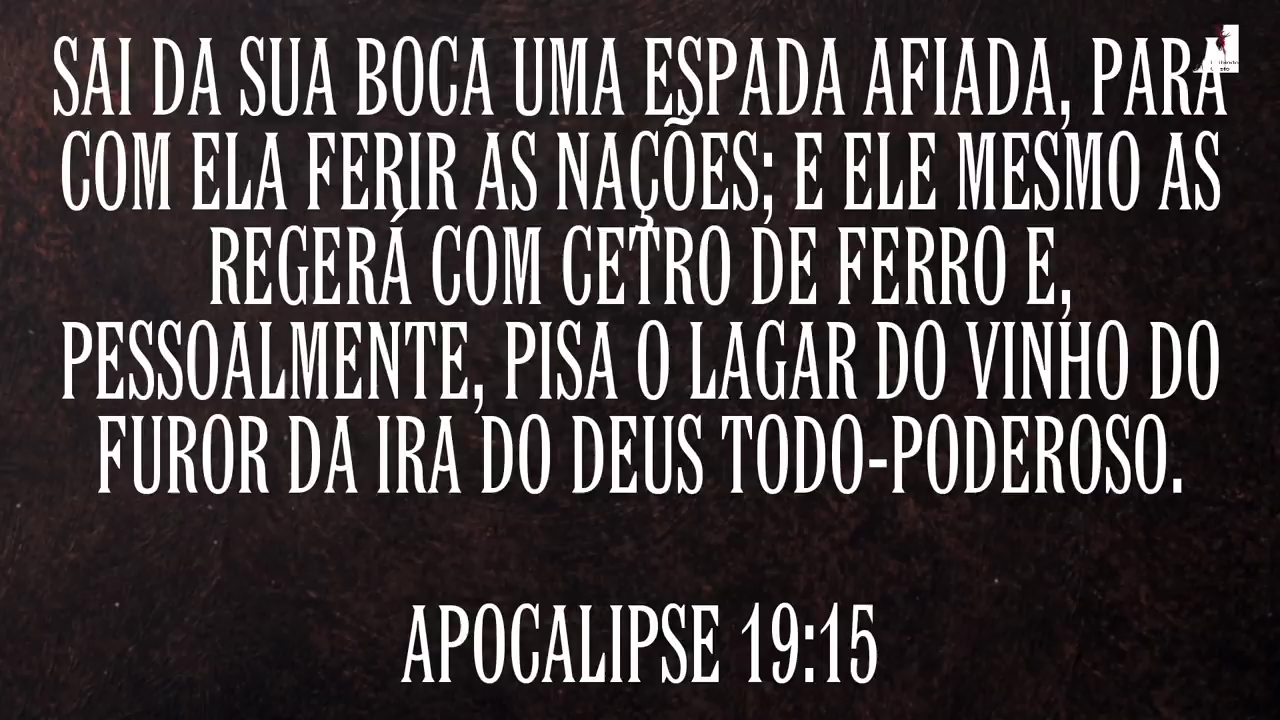 SAI DA SUA BOCA UMA ESPADA AFIADA, PARA
COM ELA FERIR AS NAÇÕES; E ELE MESMO AS
REGERÁ COM CETRO DE FERRO E,
PESSOALMENTE, PISA O LAGAR DO VINHO DO
FUROR DA IRA DO DEUS TODO-PODEROSO.
APOCALIPSE 19:15